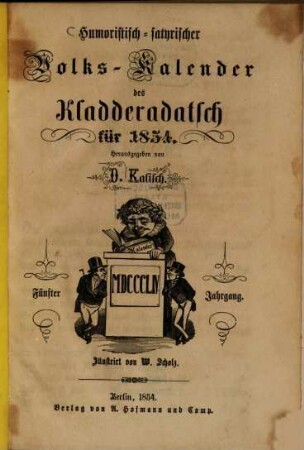 Humoristisch-satyrischer
Volks-Kalender
des
Kladderadatsch
für 1854.
Herausgegeben von
D. Kalisch.
Kalender
MDCCCLIV
Fünfter
Jahrgang.
Illustrirt von W. Scholz.
Berlin, 1854.
Verlag von A. Hofmann und Comp.